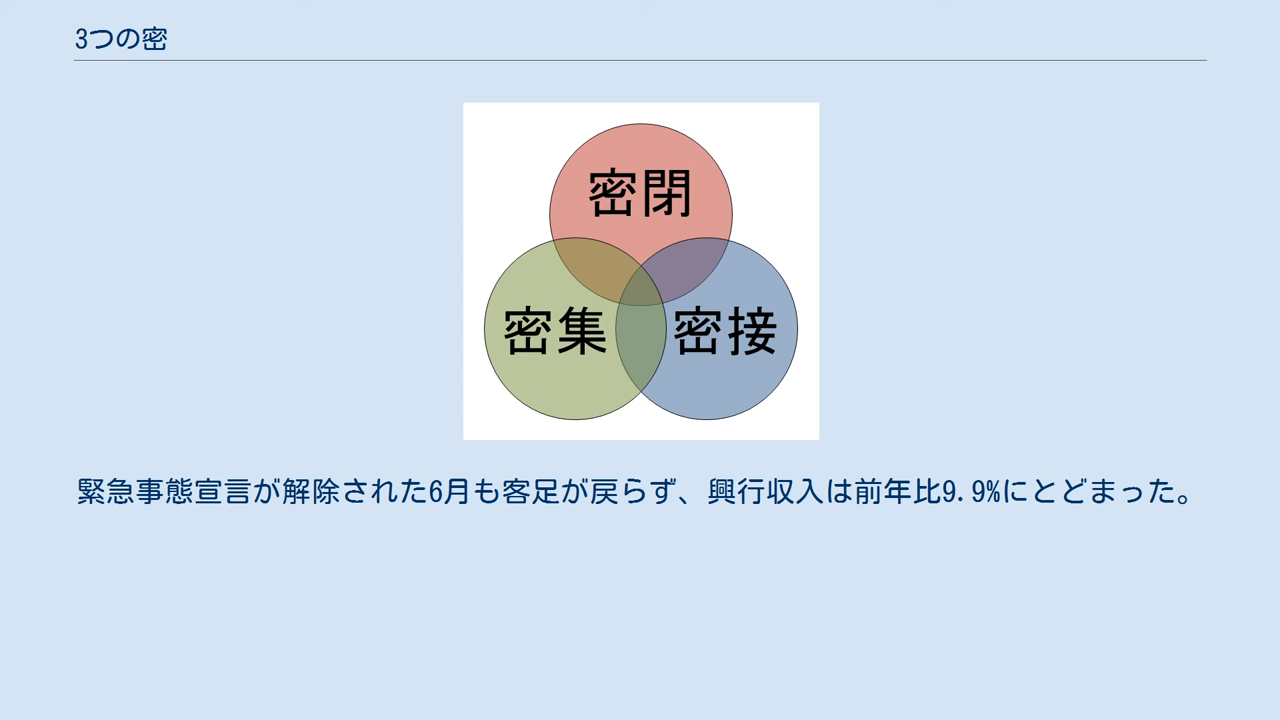 3つの密
密閉
密集
密接
緊急事態宣言が解除された6月も客足が戻らず、興行収入は前年比9.9%にとどまった。